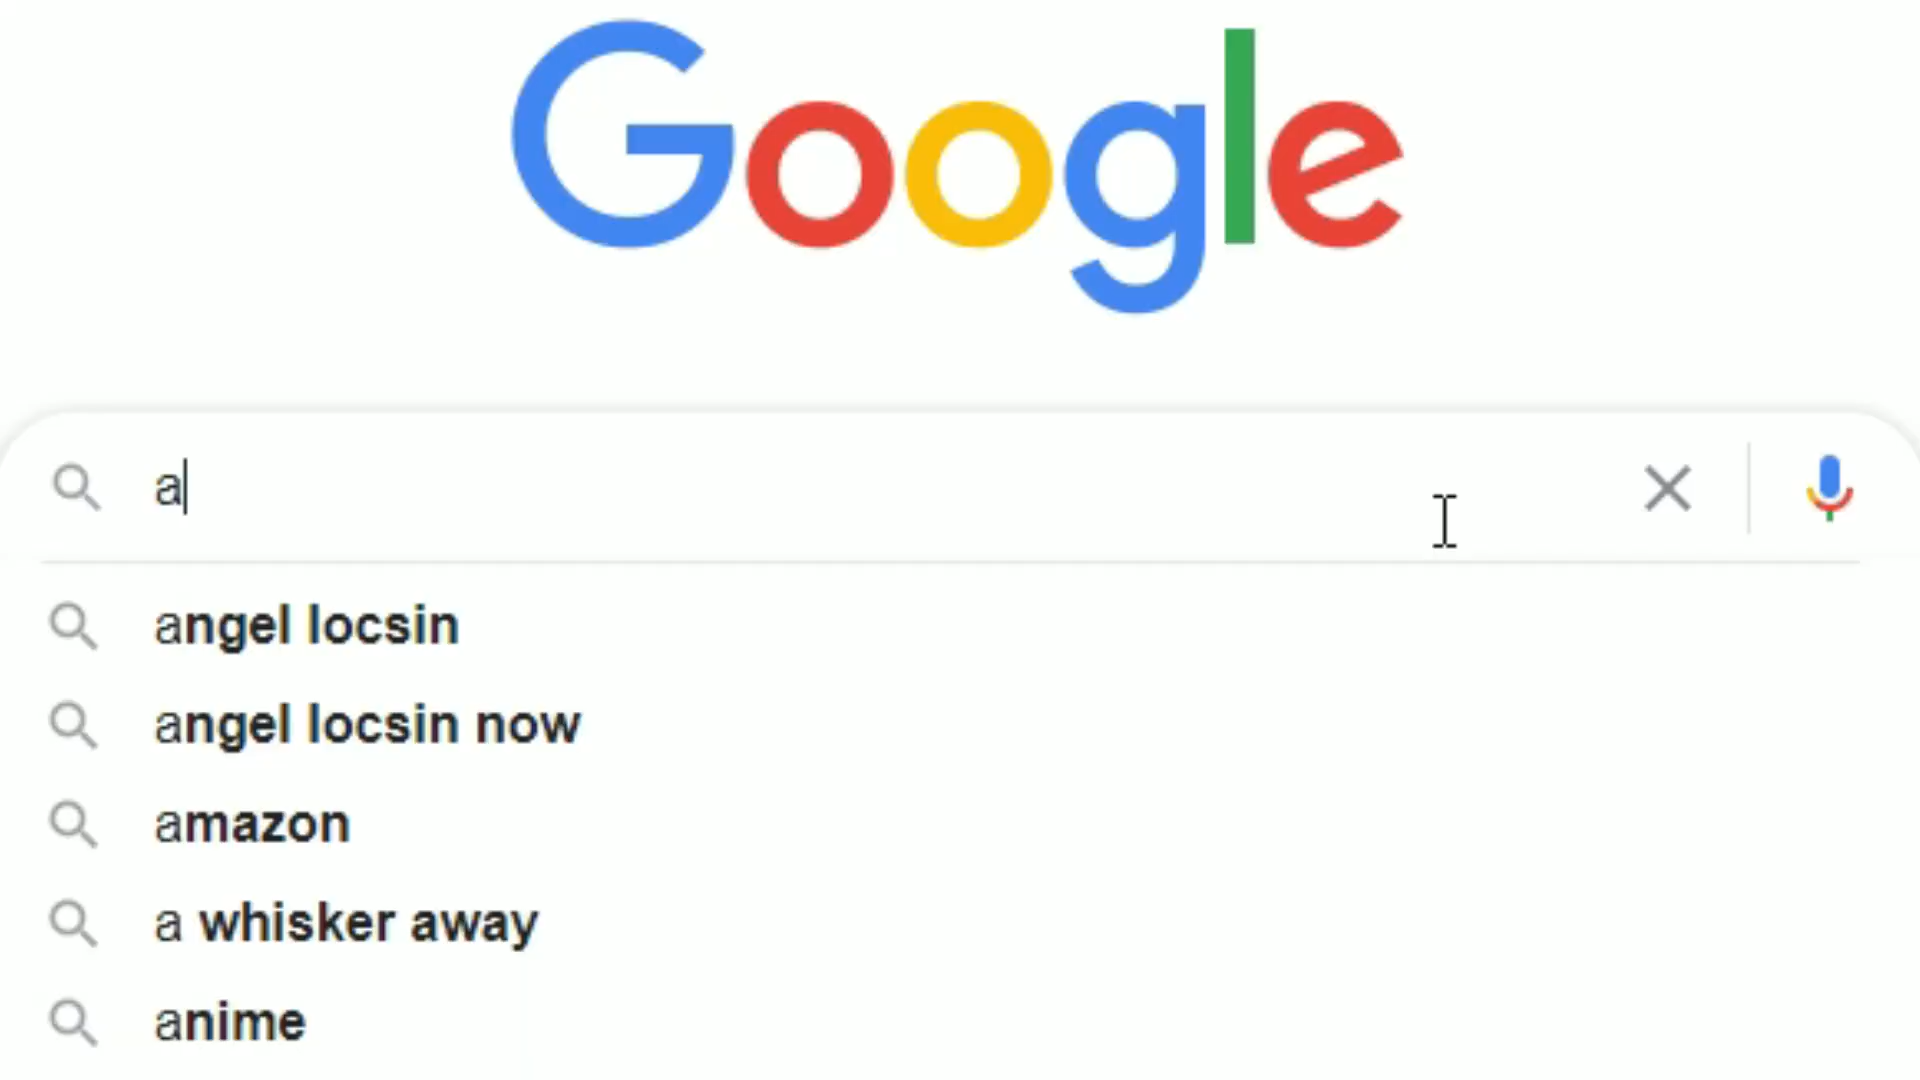 Google
a
angel locsin
angel locsin now
amazon
a whisker away
anime